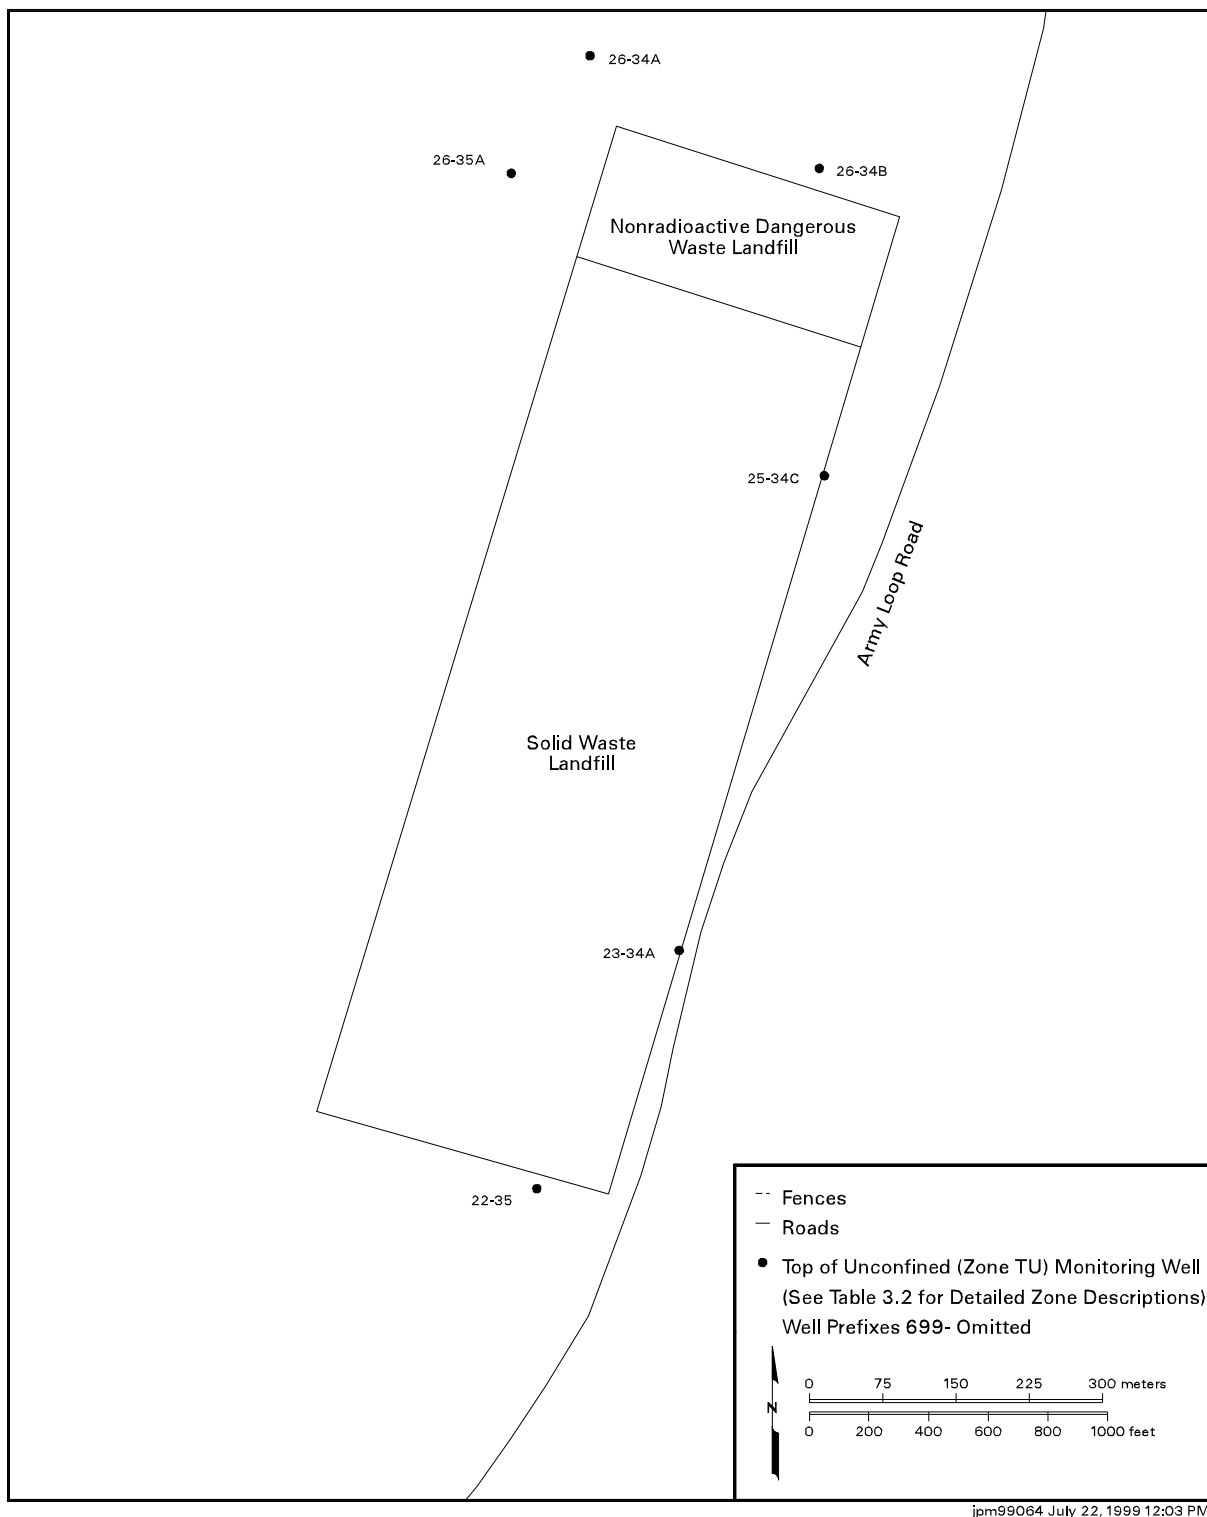 26-34A
26-35A
26-34B
Nonradioactive Dangerous
Waste Landfill
25-34C
Army Loop Road
Solid Waste
Landfill
23-34A
22-35
Fences
Roads
Top of Unconfined (Zone TU) Monitoring Well
(See Table 3.2 for Detailed Zone Descriptions)
Well Prefixes 699- Omitted
N
0 75 150 225 300 meters
0 200 400 600 800 1000 feet
jpm99064 July 22, 1999 12:03 PM